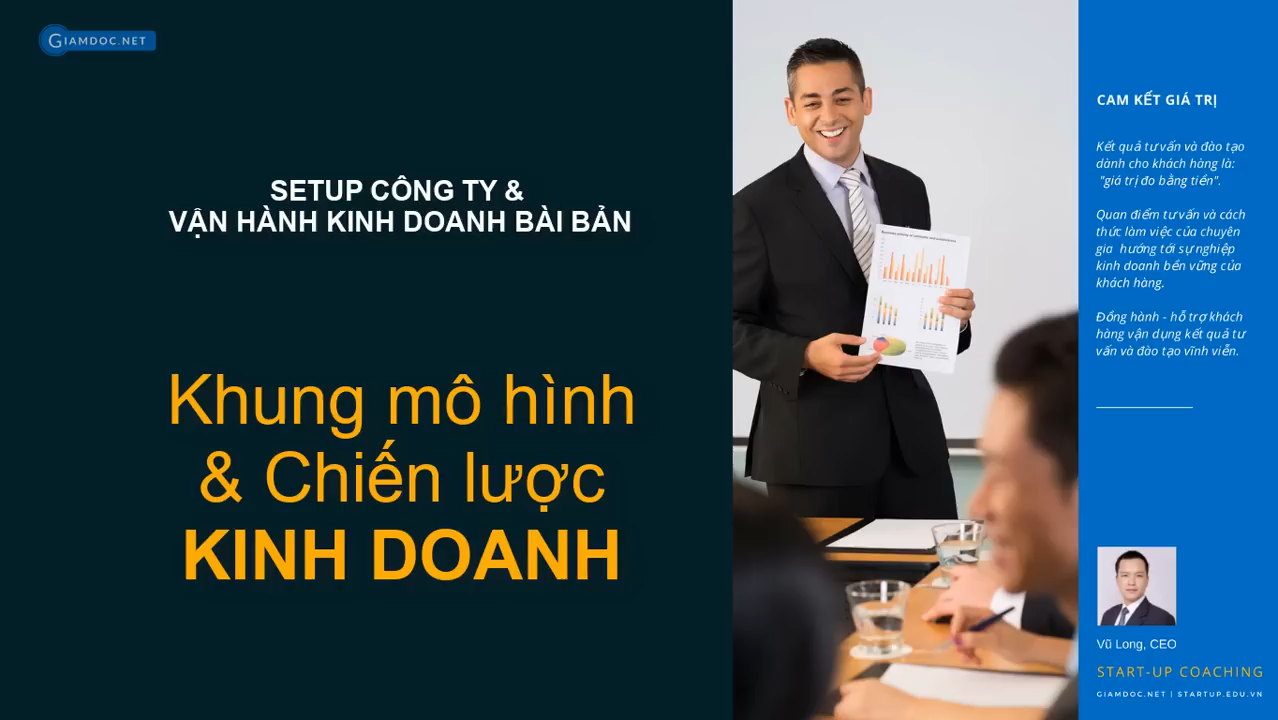 GIAMDOC.NET
SETUP CÔNG TY &
VẬN HÀNH KINH DOANH BÀI BẢN
Khung mô hình
& Chiến lược
KINH DOANH
CAM KẾT GIÁ TRỊ
Kết quả tư vấn và đào tạo
dành cho khách hàng là:
"giá trị đo bằng tiền".
Quan điểm tư vấn và cách
thức làm việc của chuyên
gia hướng tới sự nghiệp
kinh doanh bền vững của
khách hàng.
Đồng hành - hỗ trợ khách
hàng vận dụng kết quả tư
vấn và đào tạo vĩnh viễn.
Vũ Long, CEO
START-UP COACHING
GIAMDOC.NET | STARTUP.EDU.VN